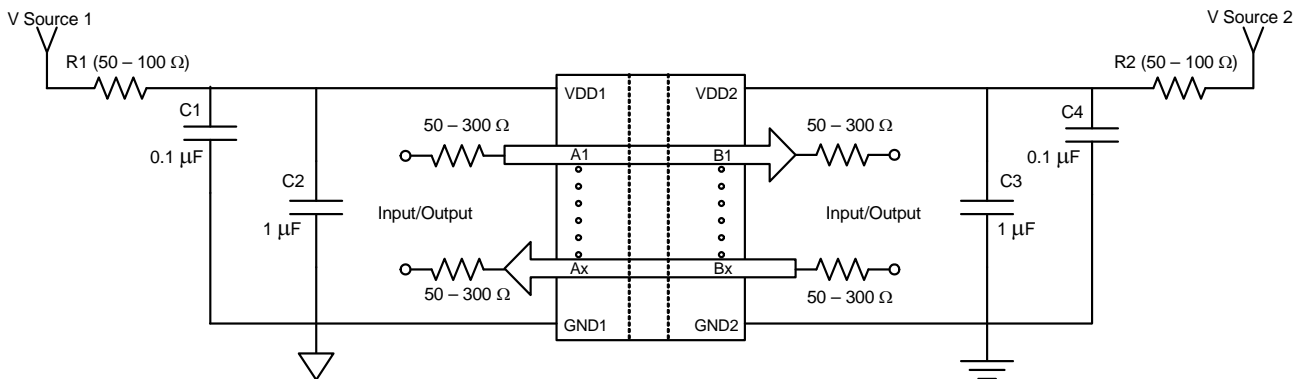 V Source 1
V Source 2
R1 (50 – 100 Ω)
R2 (50 – 100 Ω)
VDD1
VDD2
C1
0.1 μF
C4
0.1 μF
50 – 300 Ω
50 – 300 Ω
A1
B1
C2
1 μF
C3
1 μF
Input/Output
Input/Output
Ax
Bx
50 – 300 Ω
50 – 300 Ω
GND1
GND2